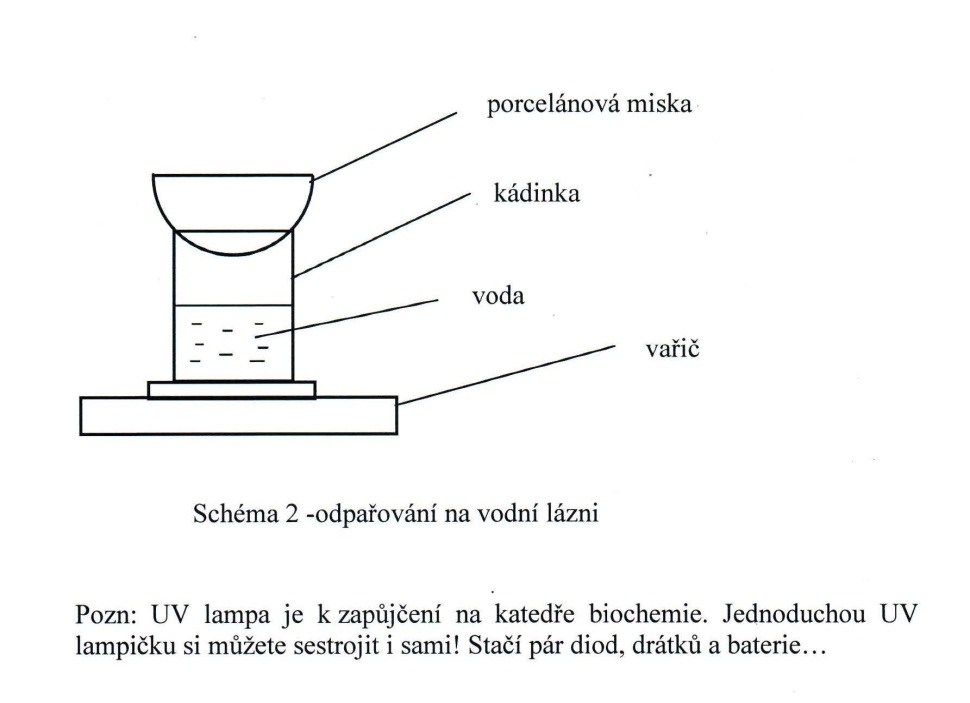 porcelánová miska
kádinka
voda
vařič
Schéma 2 -odpařování na vodní lázni
Pozn: UV lampa je k zapůjčení na katedře biochemie. Jednoduchou UV
lampičku si můžete sestrojit i sami! Stačí pár diod, drátků a baterie…